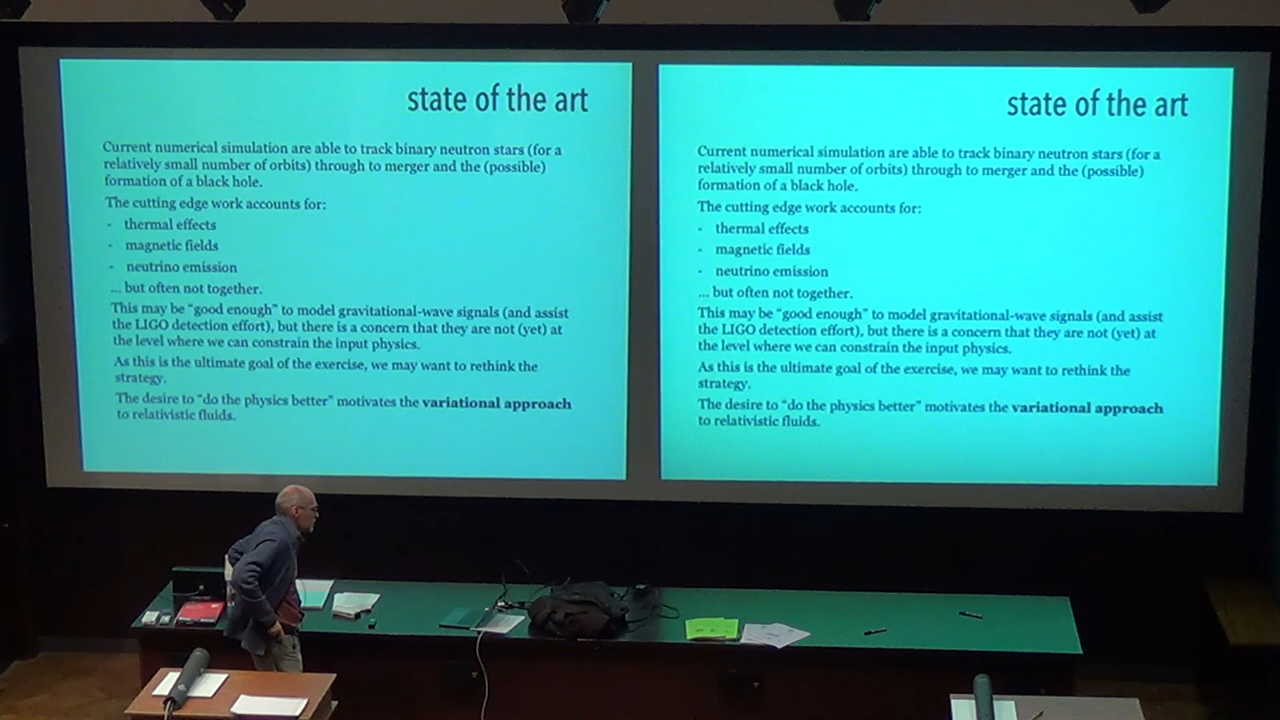 state of the art
Current numerical simulation are able to track binary neutron stars (for a
relatively small number of orbits) through to merger and the (possible)
formation of a black hole.
The cutting edge work accounts for:
- thermal effects
- magnetic fields
- neutrino emission
... but often not together.
This may be “good enough” to model gravitational-wave signals (and assist
the LIGO detection effort), but there is a concern that they are not (yet) at
the level where we can constrain the input physics.
As this is the ultimate goal of the exercise, we may want to rethink the
strategy.
The desire to “do the physics better” motivates the variational approach
to relativistic fluids.
state of the art
Current numerical simulation are able to track binary neutron stars (for a
relatively small number of orbits) through to merger and the (possible)
formation of a black hole.
The cutting edge work accounts for:
- thermal effects
- magnetic fields
- neutrino emission
... but often not together.
This may be “good enough” to model gravitational-wave signals (and assist
the LIGO detection effort), but there is a concern that they are not (yet) at
the level where we can constrain the input physics.
As this is the ultimate goal of the exercise, we may want to rethink the
strategy.
The desire to “do the physics better” motivates the variational approach
to relativistic fluids.